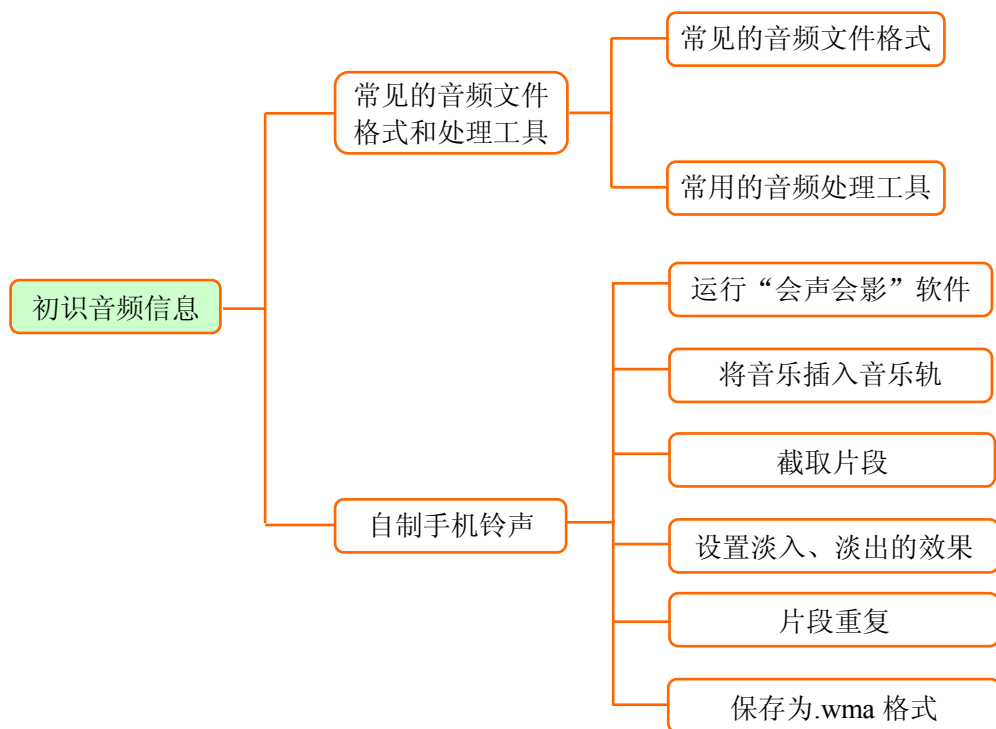 初识音频信息
常见的音频文件
格式和处理工具
常见的音频文件格式
常用的音频处理工具
自制手机铃声
运行“会声会影”软件
将音乐插入音乐轨
截取片段
设置淡入、淡出的效果
片段重复
保存为.wma 格式